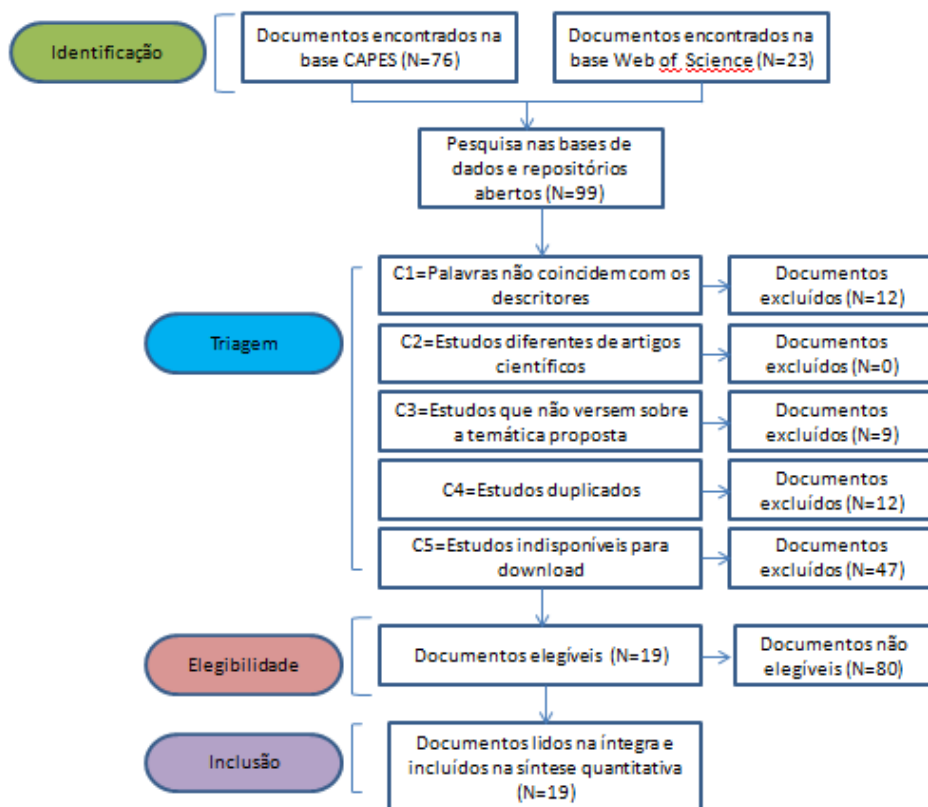 Identificação
Documentos encontrados na
base CAPES (N=76)
Documentos encontrados na
base Web of Science (N=23)
Pesquisa nas bases de
dados e repositórios
abertos (N=99)
Triagem
C1=Palavras não coincidem com os
descritores
Documentos
excluídos (N=12)
C2=Estudos diferentes de artigos
científicos
Documentos
excluídos (N=0)
C3=Estudos que não versem sobre
a temática proposta
Documentos
excluídos (N=9)
C4=Estudos duplicados
Documentos
excluídos (N=12)
C5=Estudos indisponíveis para
download
Documentos
excluídos (N=47)
Elegibilidade
Documentos elegíveis (N=19)
Documentos não
elegíveis (N=80)
Inclusão
Documentos lidos na íntegra e
incluídos na síntese quantitativa
(N=19)